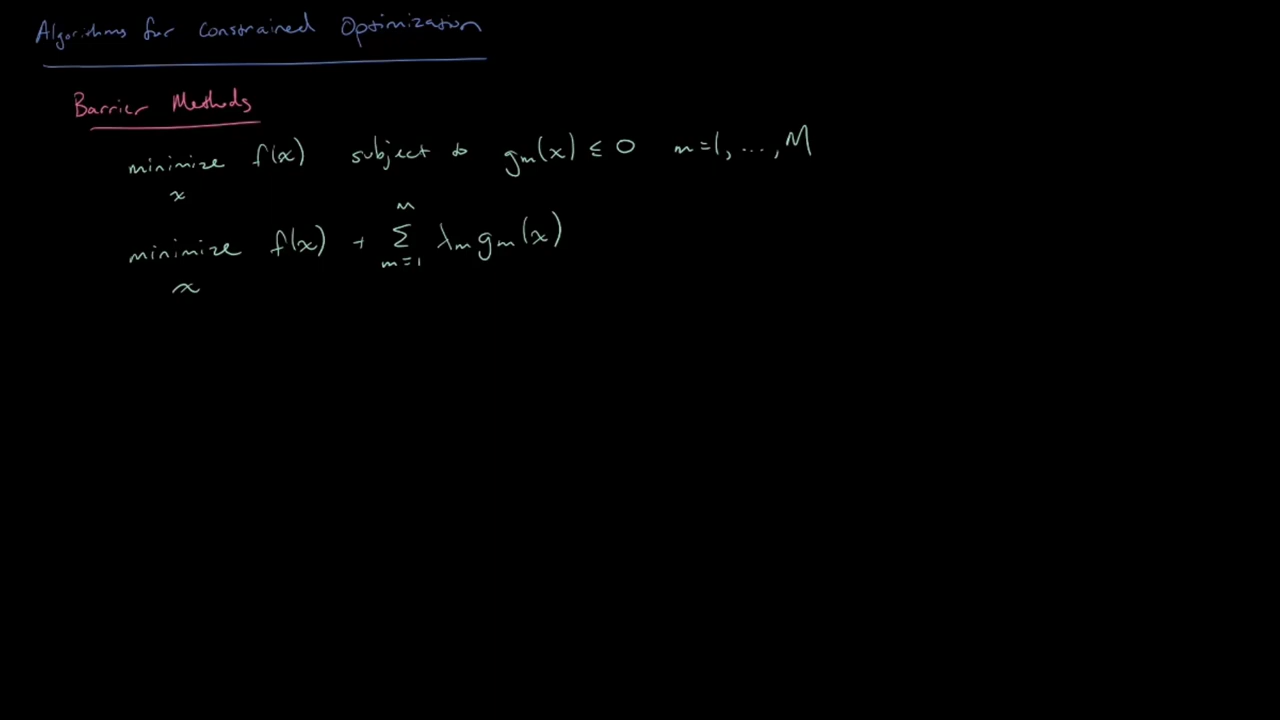 Algorithms for Constrained Optimization
Barrier Methods
minimize f(x) subject to gₘ(x) ≤ 0 m=1, ..., M
x
M
minimize f(x) + Σ λₘ gₘ(x)
m=1
x